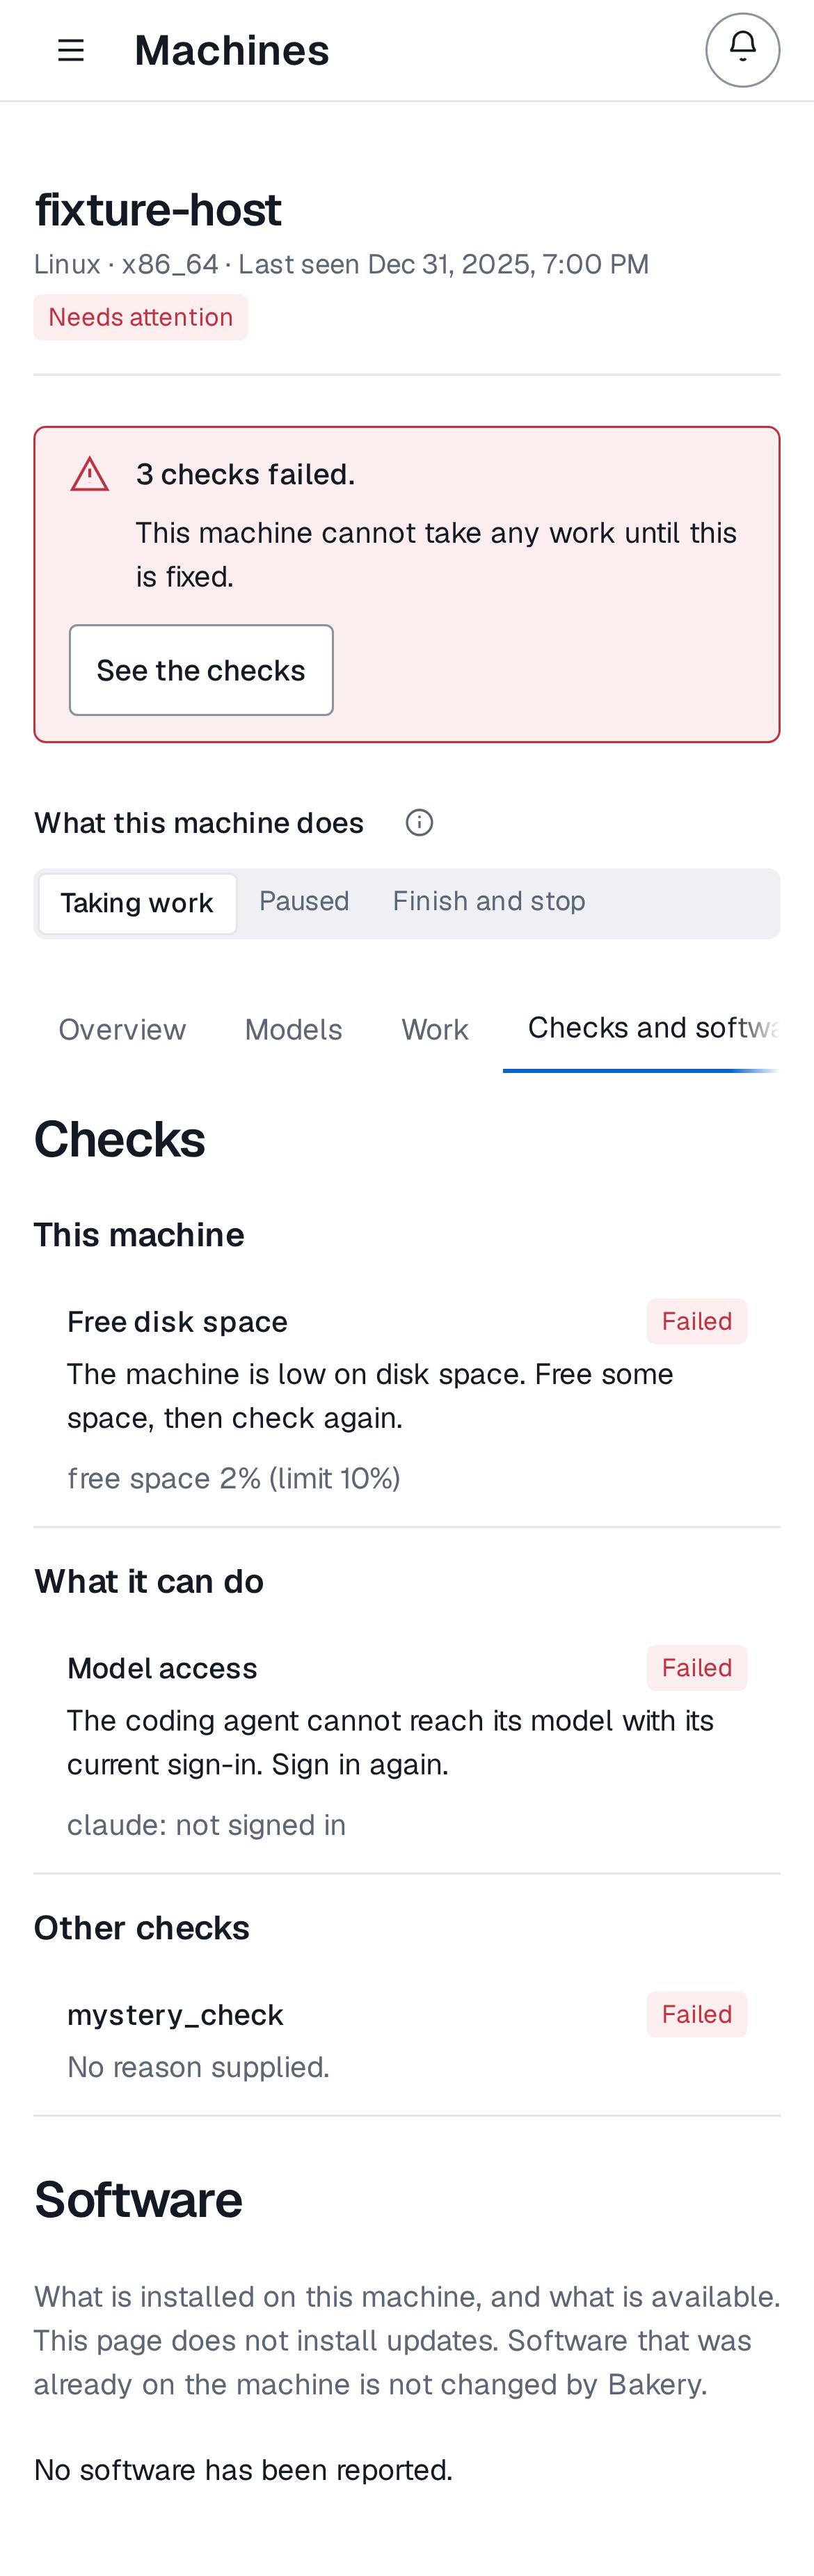 Machines
fixture-host
Linux · x86_64 · Last seen Dec 31, 2025, 7:00 PM
Needs attention
3 checks failed.
This machine cannot take any work until this
is fixed.
See the checks
What this machine does
Taking work Paused Finish and stop
Overview Models Work Checks and softwa
Checks
This machine
Free disk space Failed
The machine is low on disk space. Free some
space, then check again.
free space 2% (limit 10%)
What it can do
Model access Failed
The coding agent cannot reach its model with its
current sign-in. Sign in again.
claude: not signed in
Other checks
mystery_check Failed
No reason supplied.
Software
What is installed on this machine, and what is available.
This page does not install updates. Software that was
already on the machine is not changed by Bakery.
No software has been reported.